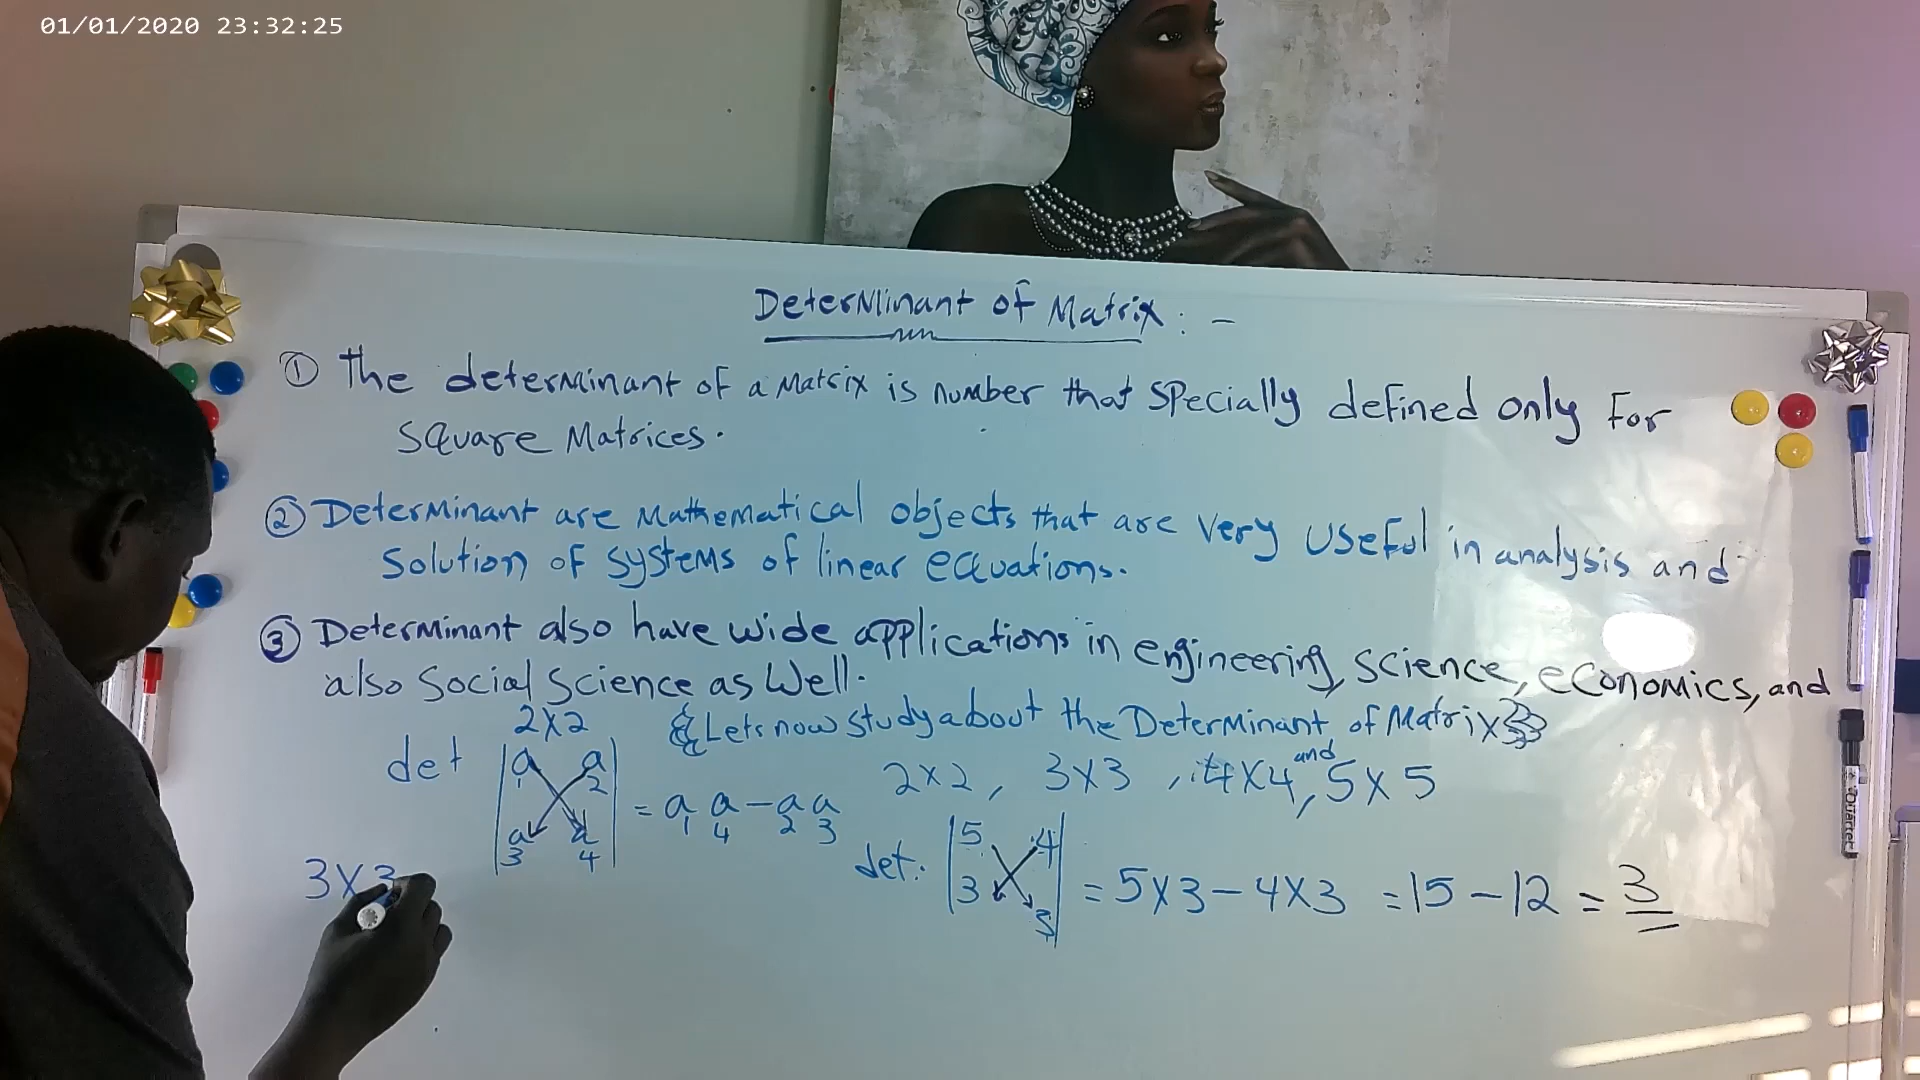 01/01/2020 23:32:25
Determinant of Matrix : -
① The determinant of a Matrix is number that specially defined only for
square Matrices.
② Determinant are Mathematical objects that are very useful in analysis and
solution of systems of linear equations.
③ Determinant also have wide applications in engineering, science, economics, and
also social science as well.
2X2 {{Lets now study about the Determinant of Matrix}}
2x2, 3X3, 4X4, and 5X5
det |a1 a2| = a1 a4 - a2 a3
|a3 a4|
det: |5 4| = 5X3 - 4X3 = 15 - 12 = 3
|3 3|
3X3